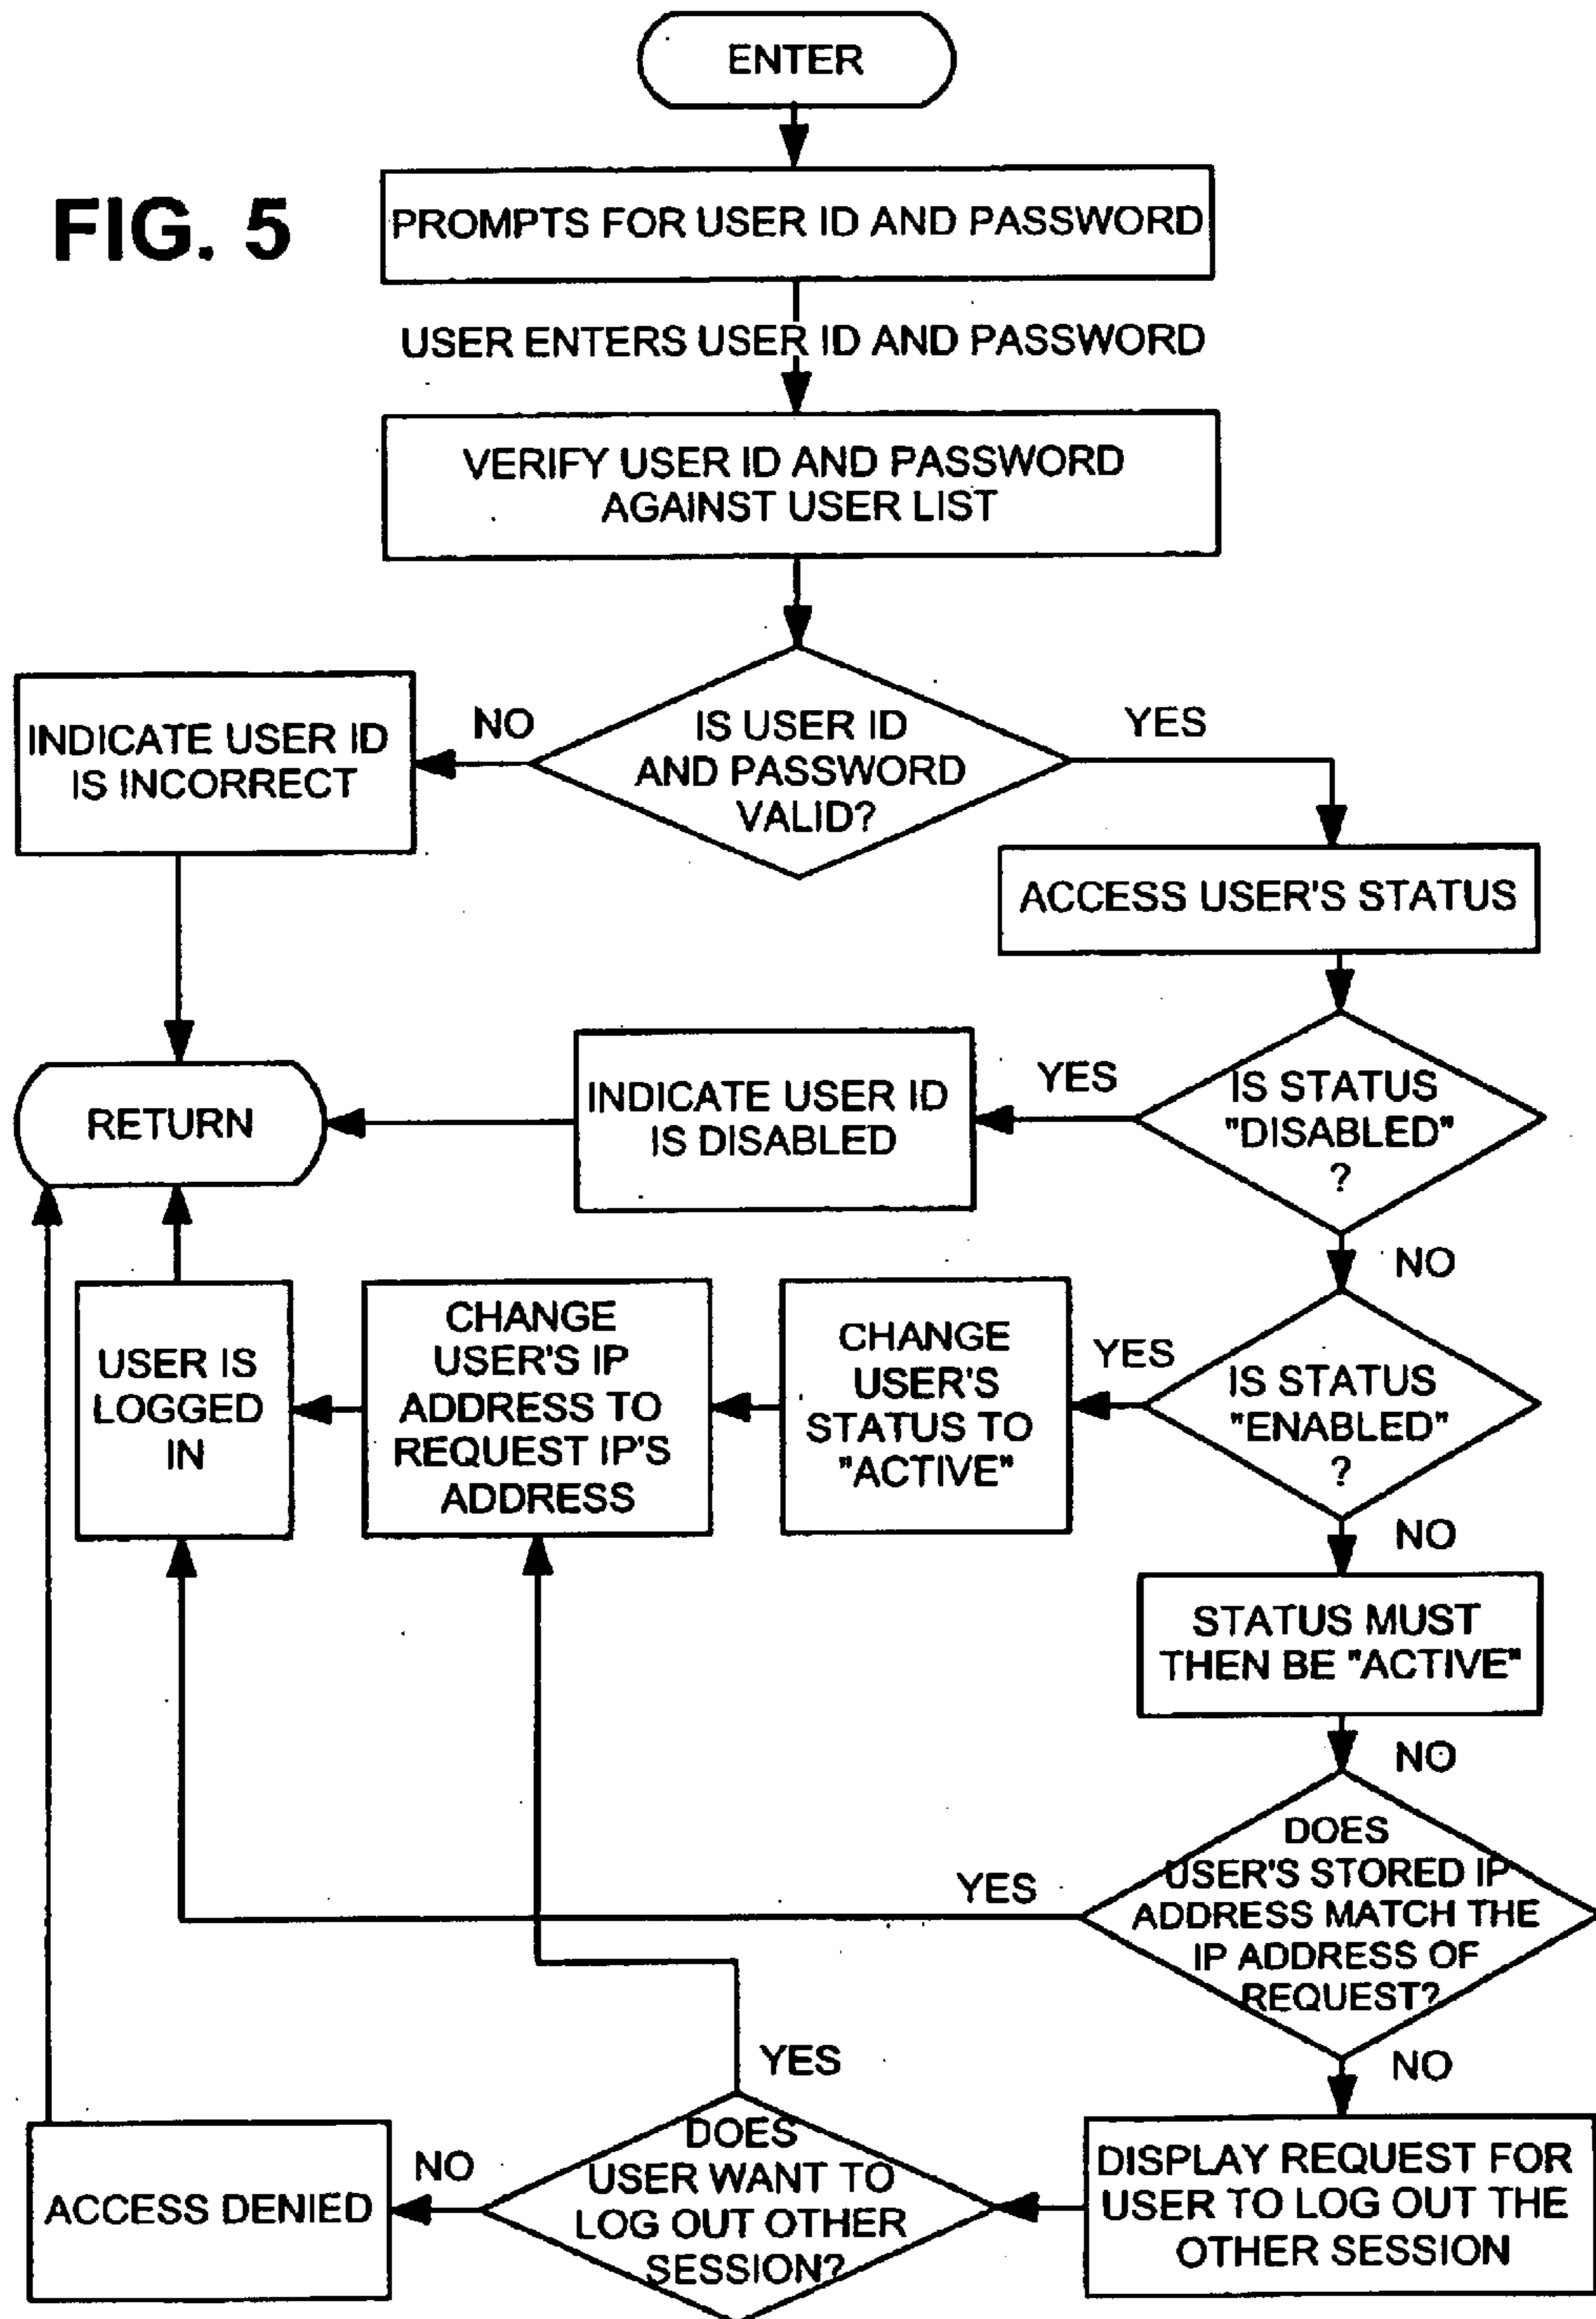 ENTER
FIG. 5
PROMPTS FOR USER ID AND PASSWORD
USER ENTERS USER ID AND PASSWORD
VERIFY USER ID AND PASSWORD
AGAINST USER LIST
IS USER ID
AND PASSWORD
VALID?
NO
YES
INDICATE USER ID
IS INCORRECT
ACCESS USER'S STATUS
IS STATUS
"DISABLED"
?
YES
NO
INDICATE USER ID
IS DISABLED
RETURN
IS STATUS
"ENABLED"
?
YES
NO
CHANGE
USER'S
STATUS TO
"ACTIVE"
CHANGE
USER'S IP
ADDRESS TO
REQUEST IP'S
ADDRESS
USER IS
LOGGED
IN
STATUS MUST
THEN BE "ACTIVE"
NO
DOES
USER'S STORED IP
ADDRESS MATCH THE
IP ADDRESS OF
REQUEST?
YES
NO
DISPLAY REQUEST FOR
USER TO LOG OUT THE
OTHER SESSION
DOES
USER WANT TO
LOG OUT OTHER
SESSION?
YES
NO
ACCESS DENIED